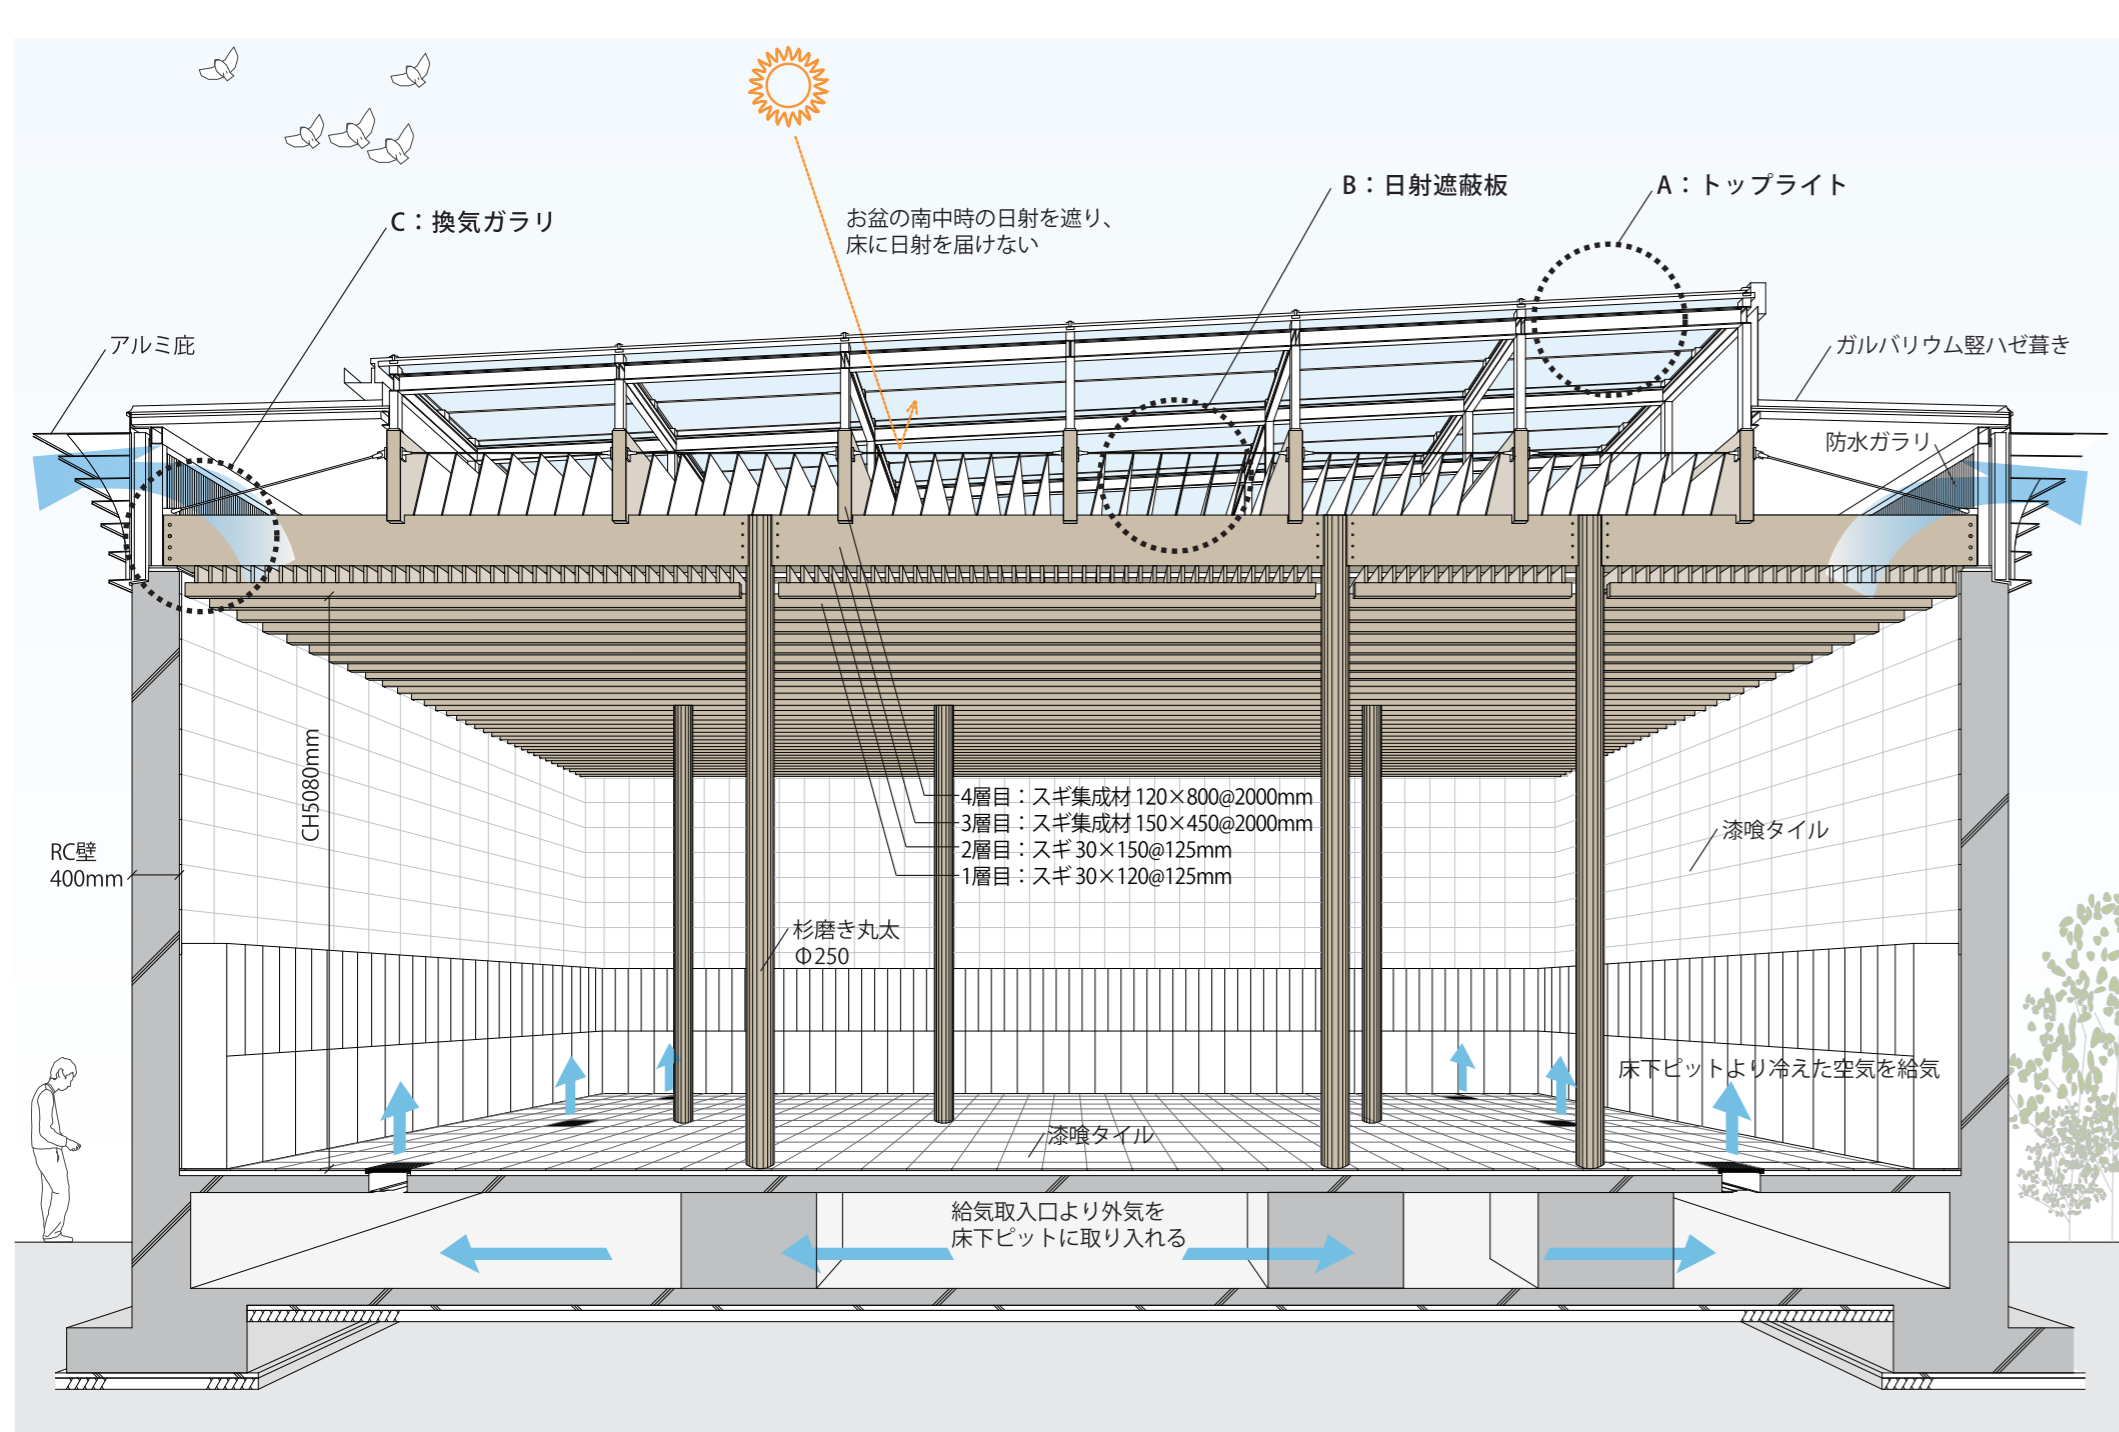 B：日射遮蔽板
A：トップライト
C：換気ガラリ
お盆の南中時の日射を遮り、
床に日射を届けない
アルミ庇
ガルバリウム竪ハゼ葺き
防水ガラリ
CH5080mm
4層目：スギ集成材 120×800@2000mm
3層目：スギ集成材 150×450@2000mm
2層目：スギ 30×150@125mm
1層目：スギ 30×120@125mm
漆喰タイル
RC壁
400mm
杉磨き丸太
Φ250
床下ピットより冷えた空気を給気
漆喰タイル
給気取入口より外気を
床下ピットに取り入れる